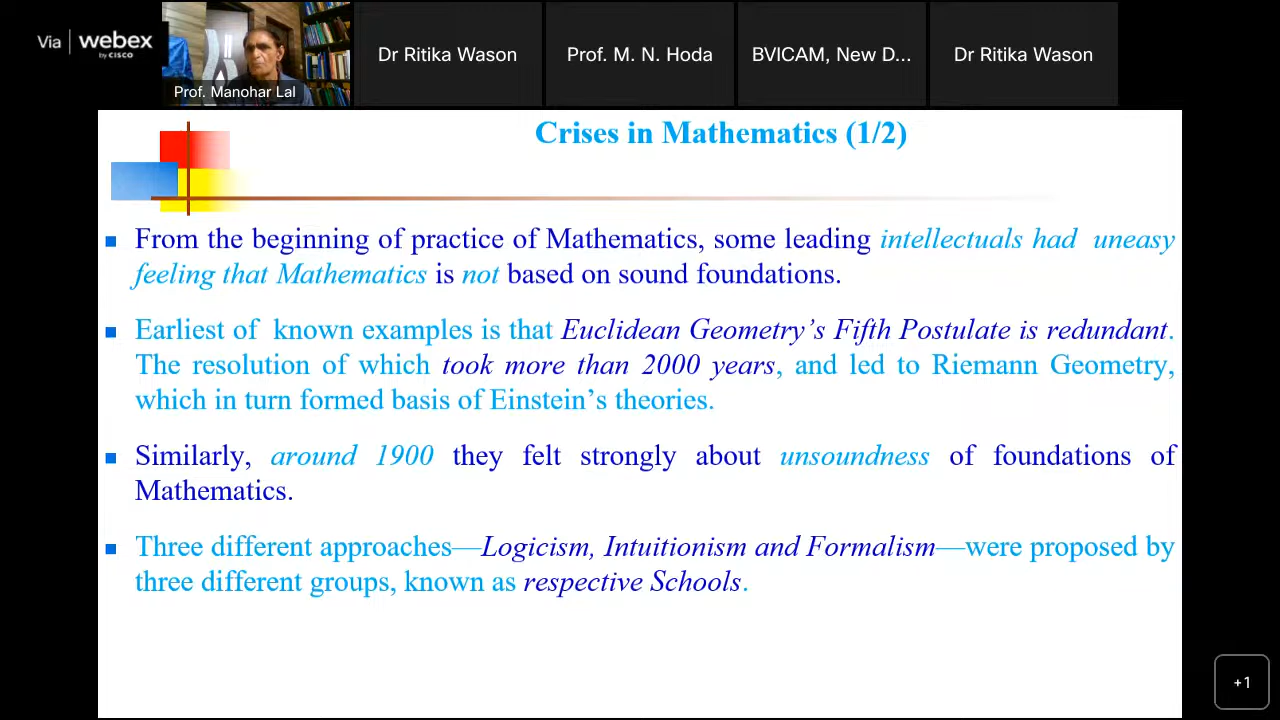 Via webex
by CISCO
Prof. Manohar Lal
Dr Ritika Wason
Prof. M. N. Hoda
BVICAM, New D...
Dr Ritika Wason
Crises in Mathematics (1/2)
From the beginning of practice of Mathematics, some leading intellectuals had uneasy
feeling that Mathematics is not based on sound foundations.
Earliest of known examples is that Euclidean Geometry's Fifth Postulate is redundant.
The resolution of which took more than 2000 years, and led to Riemann Geometry,
which in turn formed basis of Einstein's theories.
Similarly, around 1900 they felt strongly about unsoundness of foundations of
Mathematics.
Three different approaches—Logicism, Intuitionism and Formalism—were proposed by
three different groups, known as respective Schools.
+1